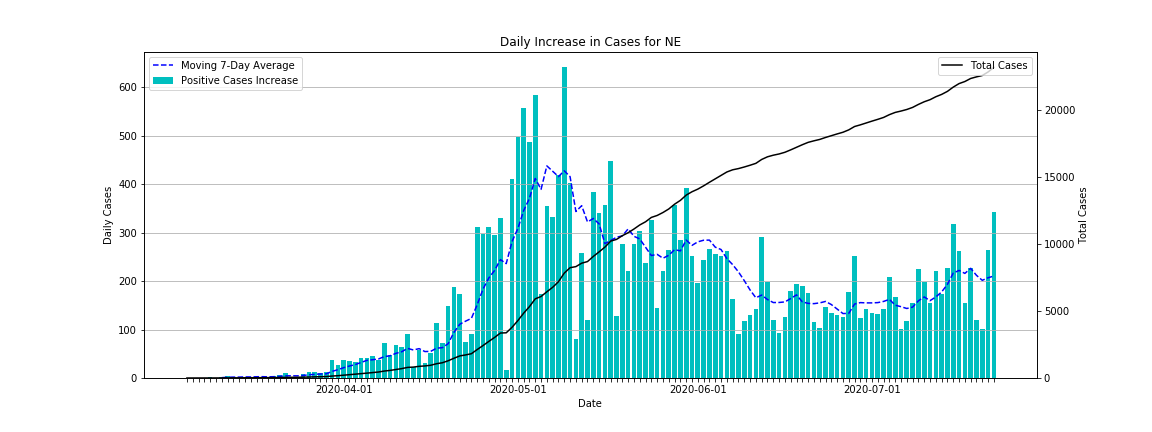 Daily Increase in Cases for NE
Moving 7-Day Average
Positive Cases Increase
Total Cases
600
500
400
300
200
100
0
Daily Cases
20000
15000
10000
5000
0
Total Cases
2020-04-01
2020-05-01
2020-06-01
2020-07-01
Date